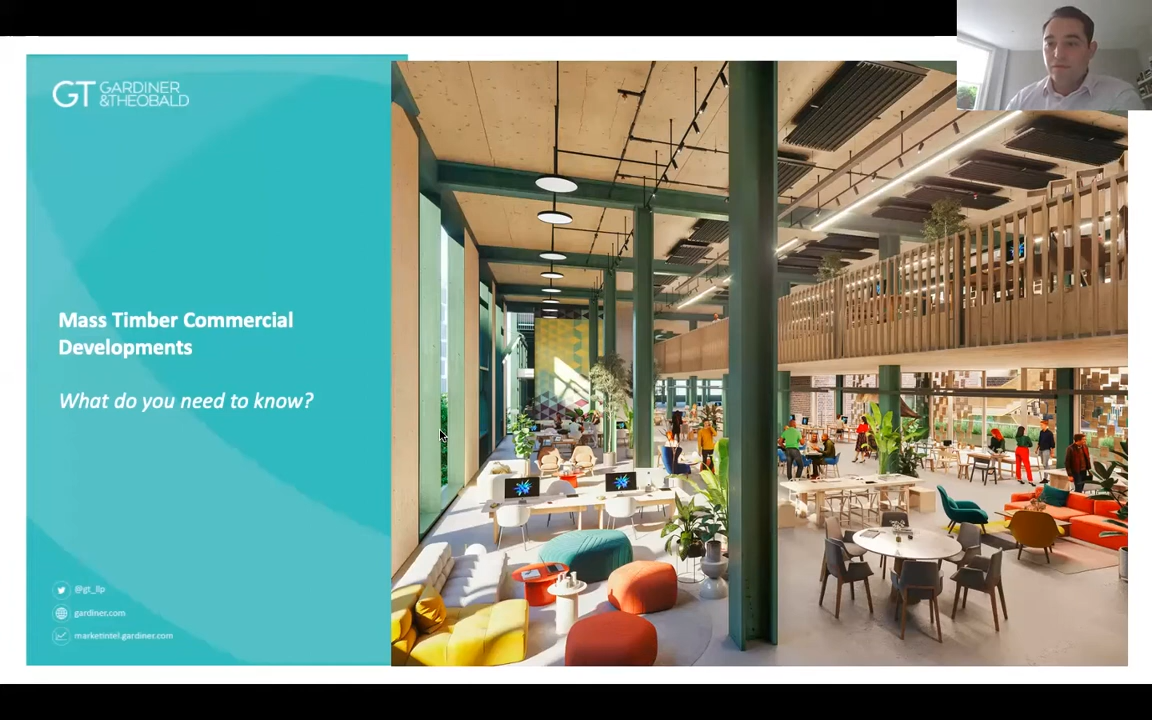 GT GARDINER
&THEOBALD
Mass Timber Commercial
Developments
What do you need to know?
@gt_llp
gardiner.com
marketintel.gardiner.com